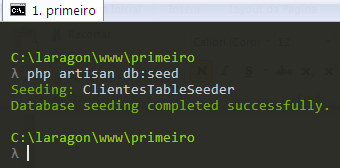 1. primeiro
C:\laragon\www\primeiro
λ php artisan db:seed
Seeding: ClientesTableSeeder
Database seeding completed successfully.
C:\laragon\www\primeiro
λ